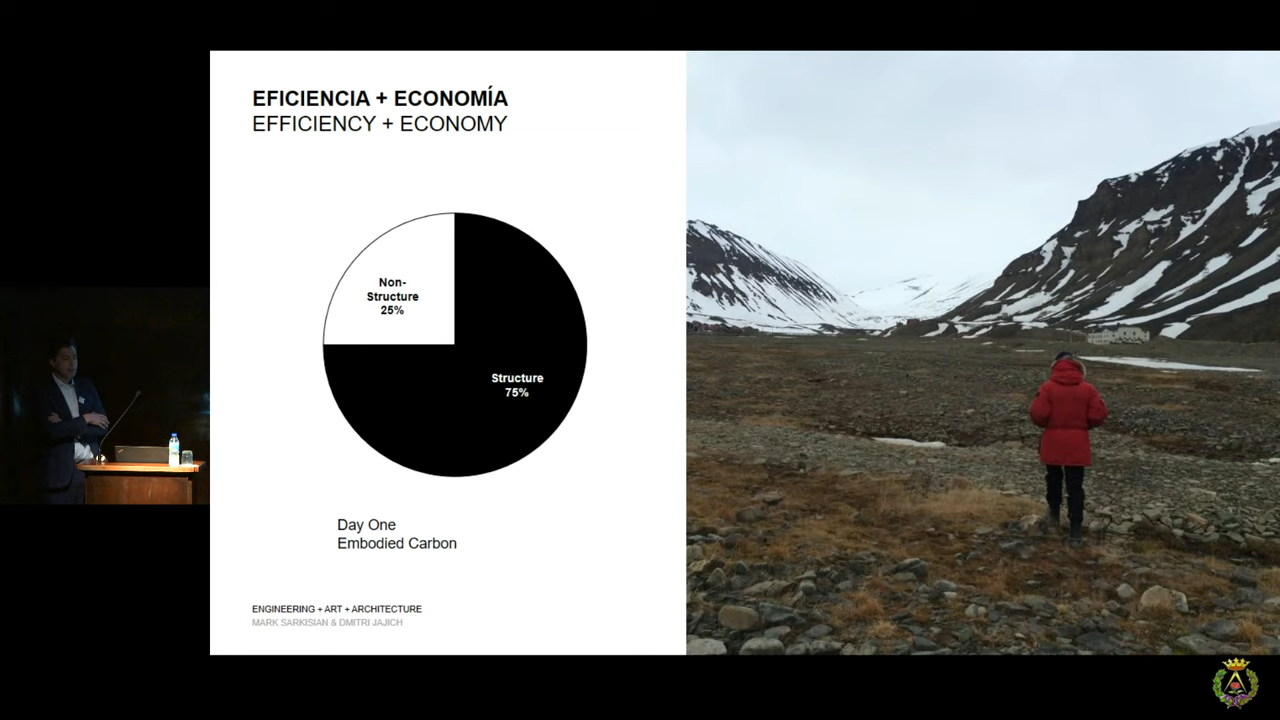 EFICIENCIA + ECONOMÍA
EFFICIENCY + ECONOMY
Non-
Structure
25%
Structure
75%
Day One
Embodied Carbon
ENGINEERING + ART + ARCHITECTURE
MARK SARKISIAN & DMITRI JAJICH